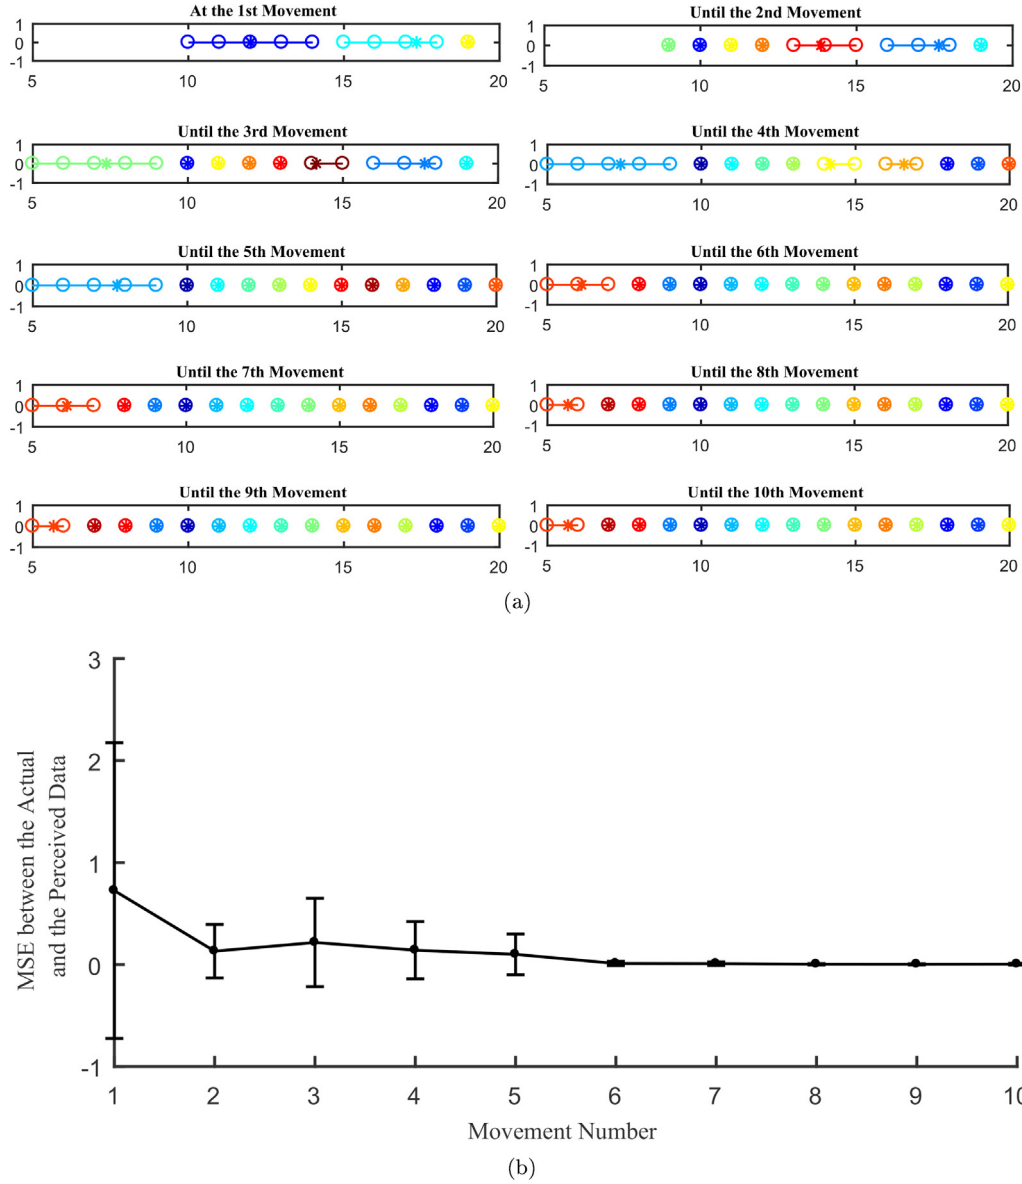 At the 1st Movement
1
0
-1
5 10 15 20
Until the 2nd Movement
1
0
-1
5 10 15 20
Until the 3rd Movement
1
0
-1
5 10 15 20
Until the 4th Movement
1
0
-1
5 10 15 20
Until the 5th Movement
1
0
-1
5 10 15 20
Until the 6th Movement
1
0
-1
5 10 15 20
Until the 7th Movement
1
0
-1
5 10 15 20
Until the 8th Movement
1
0
-1
5 10 15 20
Until the 9th Movement
1
0
-1
5 10 15 20
Until the 10th Movement
1
0
-1
5 10 15 20
(a)
MSE between the Actual
and the Perceived Data
3
2
1
0
-1
1 2 3 4 5 6 7 8 9 10
Movement Number
(b)